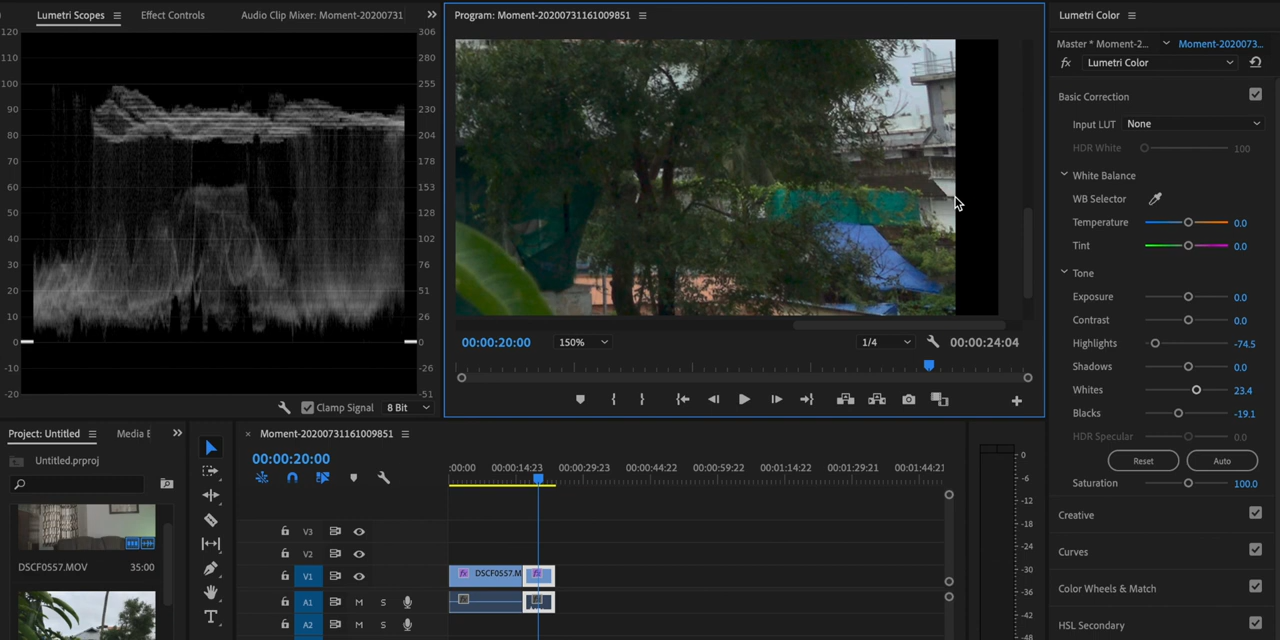 Lumetri Scopes
Effect Controls
Audio Clip Mixer: Moment-20200731
120
110
100
90
80
70
60
50
40
30
20
10
0
-10
-20
306
280
255
230
204
178
153
128
102
76
51
26
0
-26
-51
Clamp Signal
8 Bit
Program: Moment-20200731161009851
00:00:20:00
150%
1/4
00:00:24:04
Lumetri Color
Master * Moment-2...
Moment-2020073...
fx
Lumetri Color
Basic Correction
Input LUT
None
HDR White
100
White Balance
WB Selector
Temperature
0.0
Tint
0.0
Tone
Exposure
0.0
Contrast
0.0
Highlights
-74.5
Shadows
0.0
Whites
23.4
Blacks
-19.1
HDR Specular
0.0
Reset
Auto
Saturation
100.0
Creative
Curves
Color Wheels & Match
HSL Secondary
Project: Untitled
Media E
Untitled.prproj
DSCF0557.MOV
35:00
T
Moment-20200731161009851
00:00:20:00
:00:00
00:00:14:23
00:00:29:23
00:00:44:22
00:00:59:22
00:01:14:22
00:01:29:21
00:01:44:21
V3
V2
V1
fx
DSCF0557.M
fx
A1
M
S
A2
M
S
0
-6
-12
-18
-24
-30
-36
-42
-48